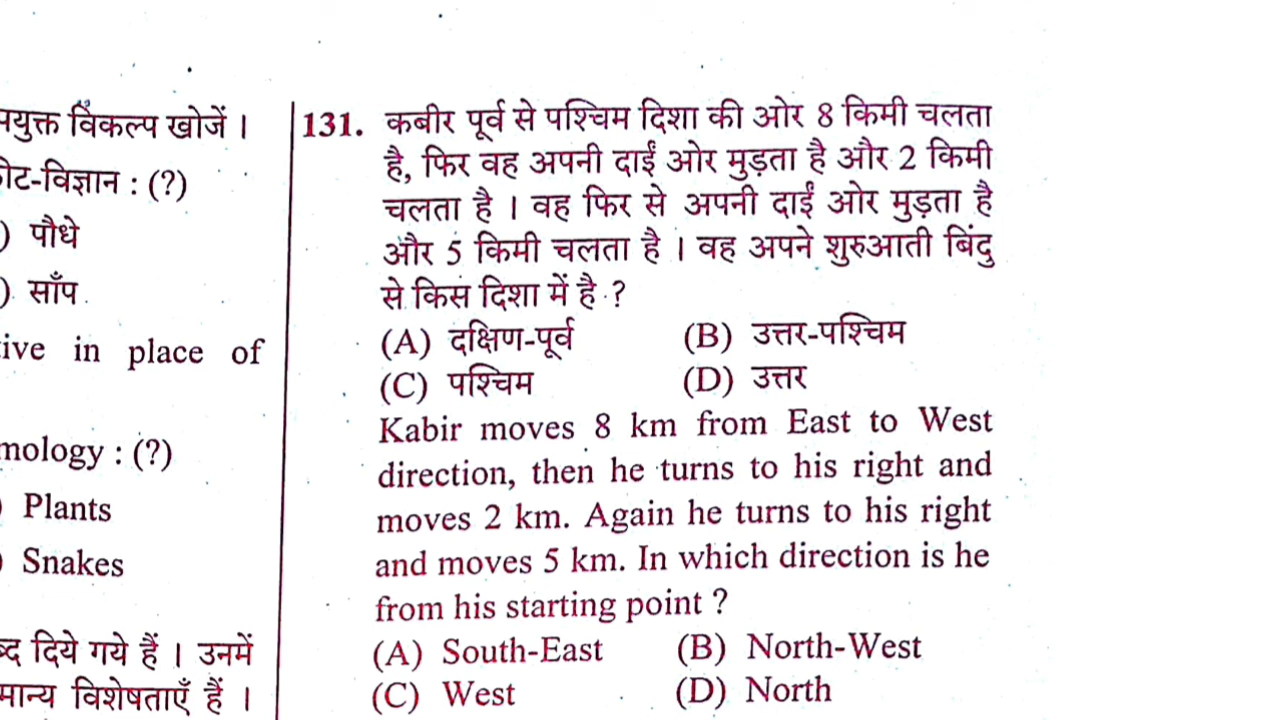 विकल्प खोजें ।
-विज्ञान : (?)
) पौधे
) साँप
ive in place of
mology : (?)
) Plants
) Snakes
दिये गये हैं । उनमें
विशेषताएँ हैं ।
131. कबीर पूर्व से पश्चिम दिशा की ओर 8 किमी चलता
है, फिर वह अपनी दाईं ओर मुड़ता है और 2 किमी
चलता है । वह फिर से अपनी दाईं ओर मुड़ता है
और 5 किमी चलता है । वह अपने शुरुआती बिंदु
से किस दिशा में है ?
(A) दक्षिण-पूर्व (B) उत्तर-पश्चिम
(C) पश्चिम (D) उत्तर
Kabir moves 8 km from East to West
direction, then he turns to his right and
moves 2 km. Again he turns to his right
and moves 5 km. In which direction is he
from his starting point ?
(A) South-East (B) North-West
(C) West (D) North